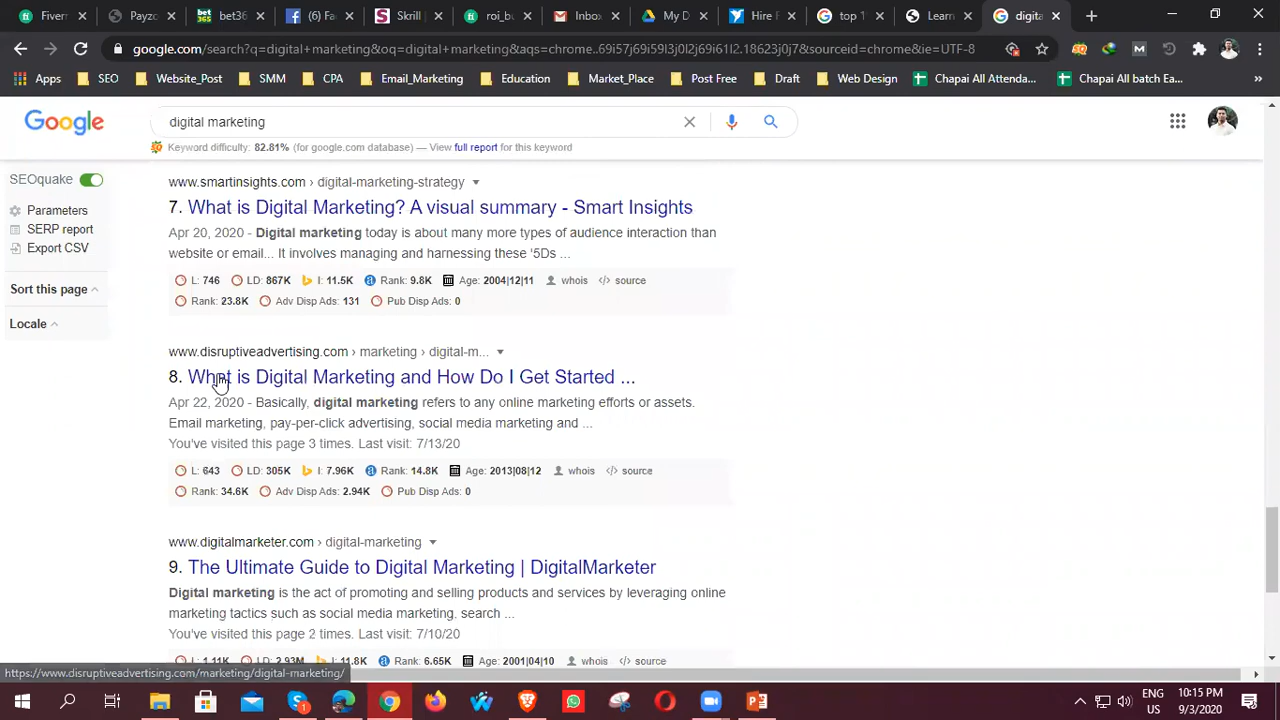 Fiverr
Payzo
bet365
bet36
(6) Fa
Skrill |
roi_bu
Inbox
My D
Hire F
top 1
Learn
digita
google.com/search?q=digital+marketing&oq=digital+marketing&aqs=chrome..69i57j69i59l3j0l2j69i61l2.18623j0j7&sourceid=chrome&ie=UTF-8
Apps SEO Website_Post SMM CPA Email_Marketing Education Market_Place Post Free Draft Web Design Chapai All Attenda... Chapai All batch Ea... »
Google
digital marketing
Keyword difficulty: 82.81% (for google.com database) — View full report for this keyword
SEOquake
Parameters
SERP report
Export CSV
Sort this page
Locale
www.smartinsights.com › digital-marketing-strategy
7. What is Digital Marketing? A visual summary - Smart Insights
Apr 20, 2020 - Digital marketing today is about many more types of audience interaction than
website or email... It involves managing and harnessing these '5Ds ...
L: 746 LD: 867K I: 11.5K Rank: 9.8K Age: 2004|12|11 whois </> source
Rank: 23.8K Adv Disp Ads: 131 Pub Disp Ads: 0
www.disruptiveadvertising.com › marketing › digital-m...
8. What is Digital Marketing and How Do I Get Started ...
Apr 22, 2020 - Basically, digital marketing refers to any online marketing efforts or assets.
Email marketing, pay-per-click advertising, social media marketing and ...
You've visited this page 3 times. Last visit: 7/13/20
L: 643 LD: 305K I: 7.96K Rank: 14.8K Age: 2013|08|12 whois </> source
Rank: 34.6K Adv Disp Ads: 2.94K Pub Disp Ads: 0
www.digitalmarketer.com › digital-marketing
9. The Ultimate Guide to Digital Marketing | DigitalMarketer
Digital marketing is the act of promoting and selling products and services by leveraging online
marketing tactics such as social media marketing, search ...
You've visited this page 2 times. Last visit: 7/10/20
L: 1.11K LD: 2.93M I: 11.8K Rank: 6.65K Age: 2001|04|10 whois </> source
https://www.disruptiveadvertising.com/marketing/digital-marketing/
ENG
US
10:15 PM
9/3/2020